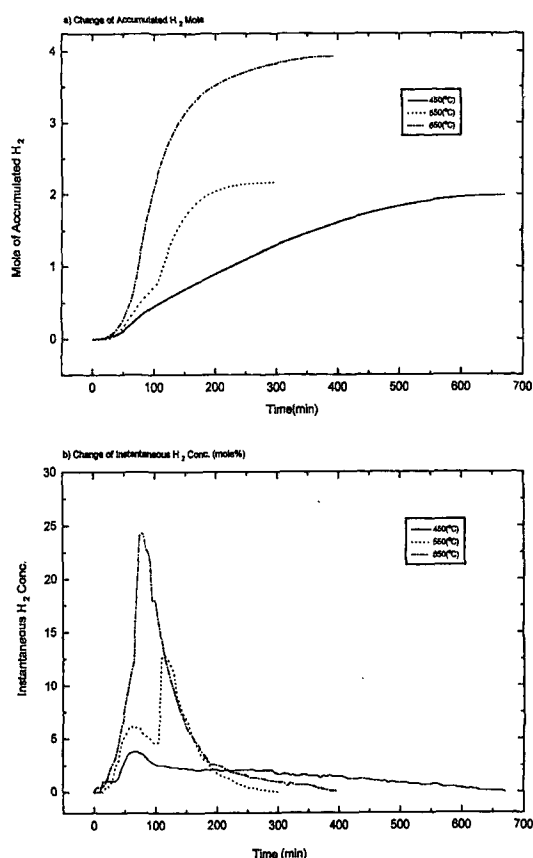 a) Change of Accumulated H2 Mole
4
3
2
1
0
Mole of Accumulated H2
450(°C)
550(°C)
650(°C)
0 100 200 300 400 500 600 700
Time(min)
b) Change of Instantaneous H2 Conc. (mole%)
30
25
20
15
10
5
0
Instantaneous H2 Conc.
450(°C)
550(°C)
650(°C)
0 100 200 300 400 500 600 700
Time (min)